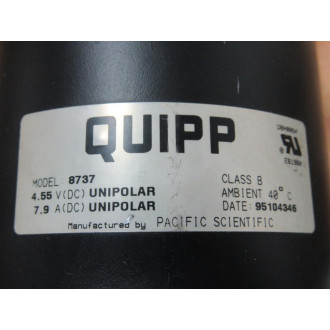 QUIPP
MODEL 8737
4.55 V(DC) UNIPOLAR
7.9 A(DC) UNIPOLAR
CLASS B
AMBIENT 40° C
DATE: 95104346
Manufactured by PACIFIC SCIENTIFIC